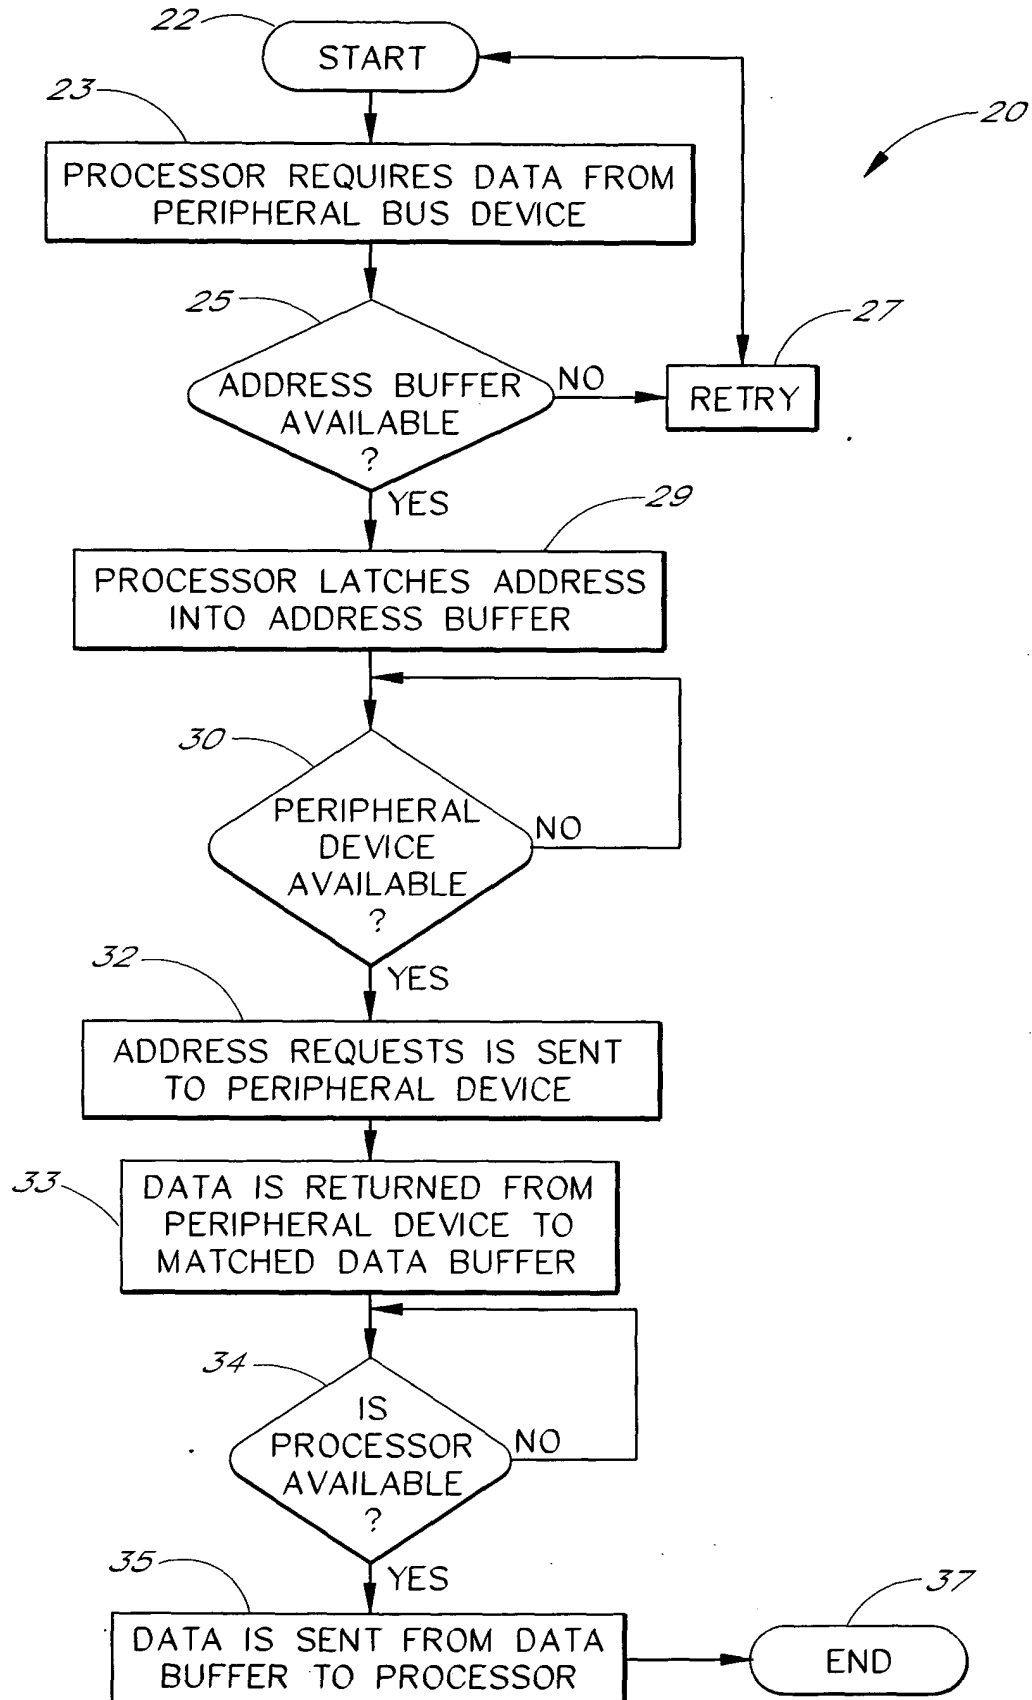 22
START
20
23
PROCESSOR REQUIRES DATA FROM
PERIPHERAL BUS DEVICE
25
27
ADDRESS BUFFER
AVAILABLE
?
NO
RETRY
YES
29
PROCESSOR LATCHES ADDRESS
INTO ADDRESS BUFFER
30
PERIPHERAL
DEVICE
AVAILABLE
?
NO
YES
32
ADDRESS REQUESTS IS SENT
TO PERIPHERAL DEVICE
33
DATA IS RETURNED FROM
PERIPHERAL DEVICE TO
MATCHED DATA BUFFER
34
IS
PROCESSOR
AVAILABLE
?
NO
YES
35
DATA IS SENT FROM DATA
BUFFER TO PROCESSOR
37
END